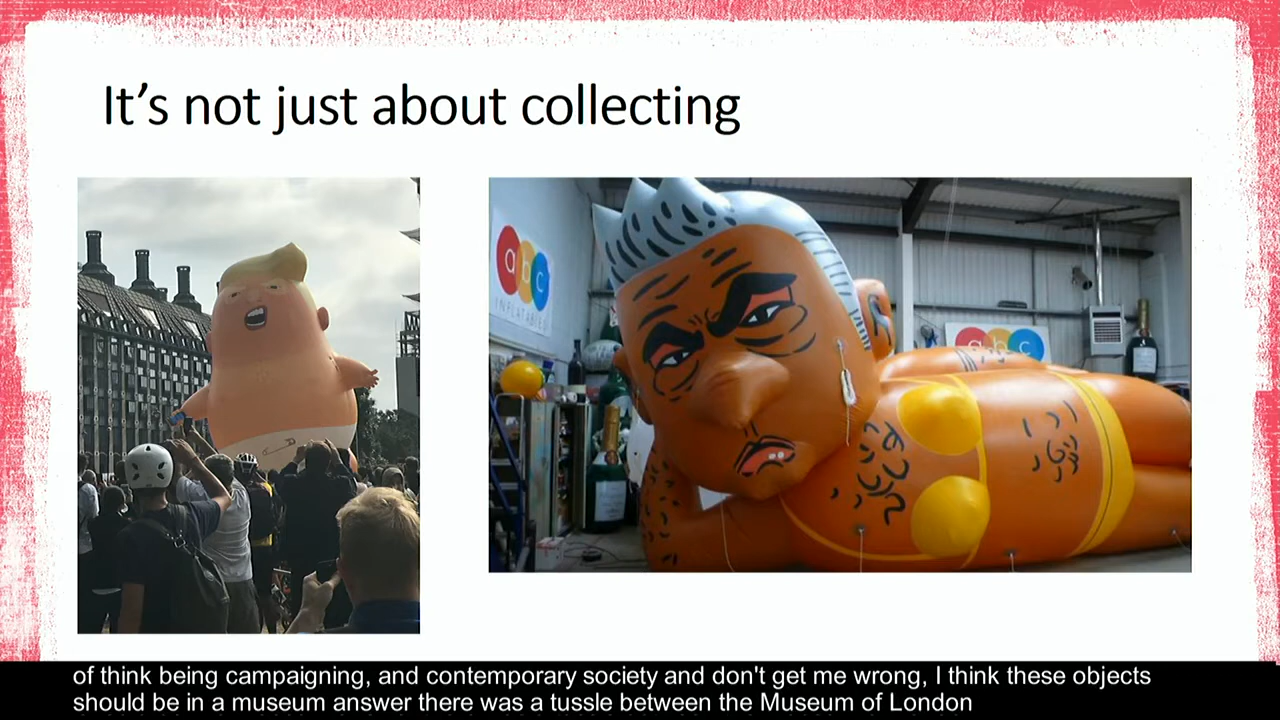 It's not just about collecting
abc
INFLATABLES
abc
of think being campaigning, and contemporary society and don't get me wrong, I think these objects
should be in a museum answer there was a tussle between the Museum of London